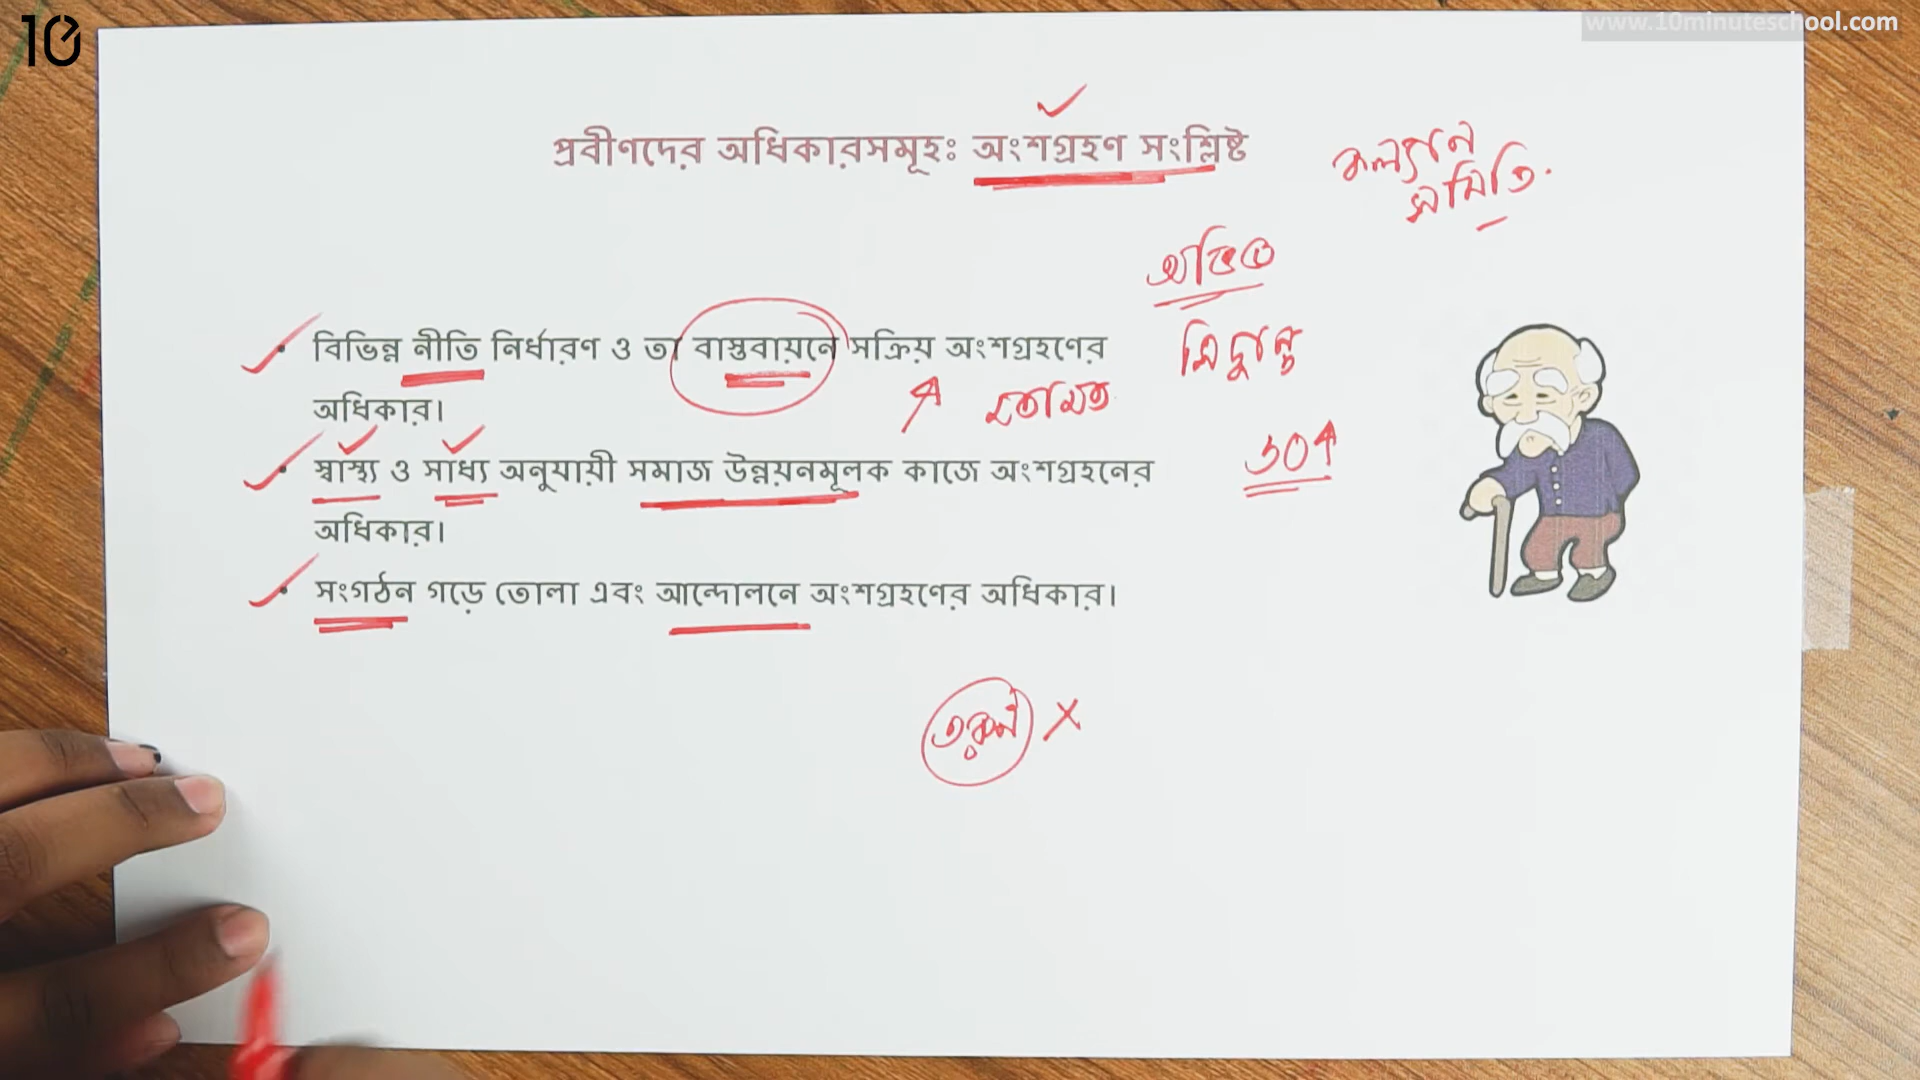 10
www.10minuteschool.com
প্রবীণদের অধিকারসমূহঃ অংশগ্রহণ সংশ্লিষ্ট
কল্যান
সমিতি
বিভিন্ন নীতি নির্ধারণ ও তা বাস্তবায়নে সক্রিয় অংশগ্রহণের
সিদ্ধান্ত
অধিকার।
মতামত
স্বাস্থ্য ও সাধ্য অনুযায়ী সমাজ উন্নয়নমূলক কাজে অংশগ্রহনের
অধিকার।
সংগঠন গড়ে তোলা এবং আন্দোলনে অংশগ্রহণের অধিকার।
তরুন